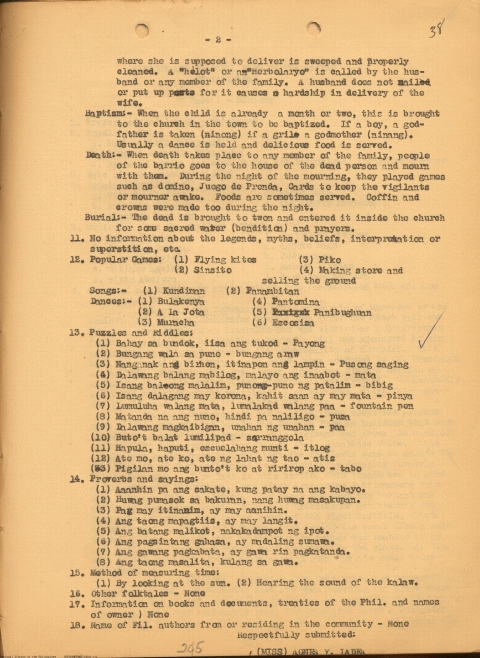 38
- 2 -
where she is supposed to deliver is sweeped and properly
cleaned. A "helot" or an"Herbolaryo" is called by the hus-
band or any member of the family. A husband does not nailed
or put up posts for it causes a hardship in delivery of the
wife.
Baptism:- When the child is already a month or two, this is brought
to the church in the town to be baptized. If a boy, a god-
father is taken (ninong) if a grils a godmother (ninang).
Usually a dance is held and delicious food is served.
Death:- When death takes place to any member of the family, people
of the barrio goes to the house of the dead person and mourn
with them. During the night of the mourning, they played games
such as domino, Juego de Prenda, Cards to keep the vigilants
or mourner awake. Foods are sometimes served. Coffin and
crowns were made too during the night.
Burial:- The dead is brought to twon and entered it inside the church
for some sacred water (bendition) and prayers.
11. No information about the legends, myths, beliefs, interpretation or
superstition, etc.
12. Popular Games: (1) Flying kites (3) Piko
(2) Sinsito (4) Making store and
selling the ground
Songs:- (1) Kundiman (2) Panambitan
Dances:- (1) Bulakenya (4) Pantomina
(2) A la Jota (5) Panibughuan
(3) Muracha (6) Escosisa
13. Puzzles and Riddles:
(1) Bahay sa bundok, iisa ang tukod - Payong
(2) Bungang wala sa puno - bungang araw
(3) Nanganak ang birhen, itinapon ang lampin - Pusong saging
(4) Dalawang balang mabilog, malayo ang inaabot - mata
(5) Isang baleong malalim, punong-puno ng patalim - bibig
(6) Isang dalagang may korona, kahit saan ay may mata - pinya
(7) Lumuluha walang mata, lumalakad walang paa - fountain pen
(8) Matanda na ang nuno, hindi pa naliligo - pusa
(9) Dalawang magkaibigan, unahan ng unahan - paa
(10) Buto't balat lumilipad - sarranggola
(11) Hapula, haputi, escuelahang munti - itlog
(12) Ate mo, ate ko, ate ng lahat ng tao - atis
(13) Pigilan mo ang bunto't ko at ririrop ako - tabo
14. Proverbs and sayings:
(1) Aaanhin pa ang sakate, kung patay na ang kabayo.
(2) Huwag pumasok sa bakuran, nang huwag masakupan.
(3) Pag may itinanim, ay may aanihin.
(4) Ang taong mapagtiis, ay may langit.
(5) Ang batang malikot, nakakadampot ng ipot.
(6) Ang pagsintang gahasa, ay madaling sumawa.
(7) Ang gawang pagkabata, ay gawa rin pagkatanda.
(8) Ang taong masalita, kulang sa gawa.
15. Method of measuring time:
(1) By looking at the sun. (2) Hearing the sound of the kalaw.
16. Other folktales - None
17. Information on books and documents, treaties of the Phil. and names
of owner ) None
18. Name of Fil. authors from or residing in the community - None
Respectfully submitted:
295
(MISS)